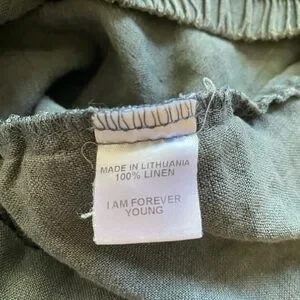 MADE IN LITHUANIA
100% LINEN
I AM FOREVER
YOUNG